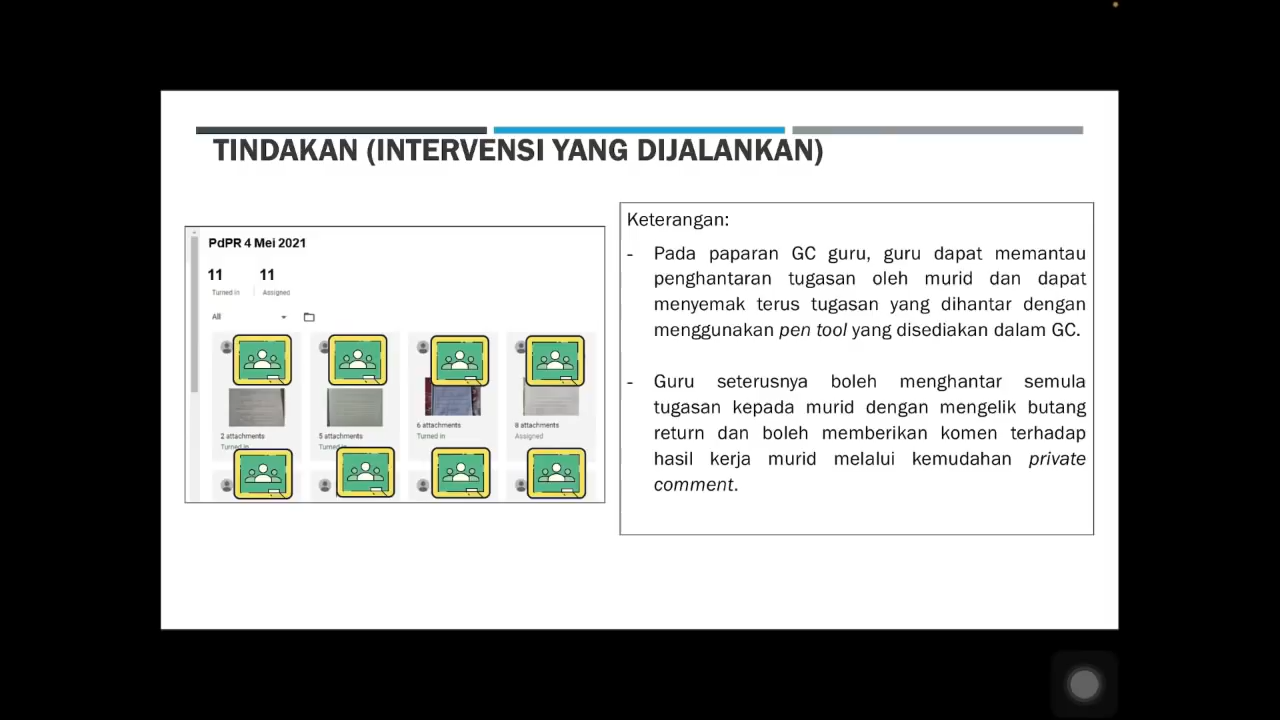 TINDAKAN (INTERVENSI YANG DIJALANKAN)
PdPR 4 Mei 2021
11 11
Turned in Assigned
All
2 attachments
Turned in
5 attachments
Turned in
6 attachments
Turned in
8 attachments
Assigned
Keterangan:
- Pada paparan GC guru, guru dapat memantau
penghantaran tugasan oleh murid dan dapat
menyemak terus tugasan yang dihantar dengan
menggunakan pen tool yang disediakan dalam GC.
- Guru seterusnya boleh menghantar semula
tugasan kepada murid dengan mengelik butang
return dan boleh memberikan komen terhadap
hasil kerja murid melalui kemudahan private
comment.